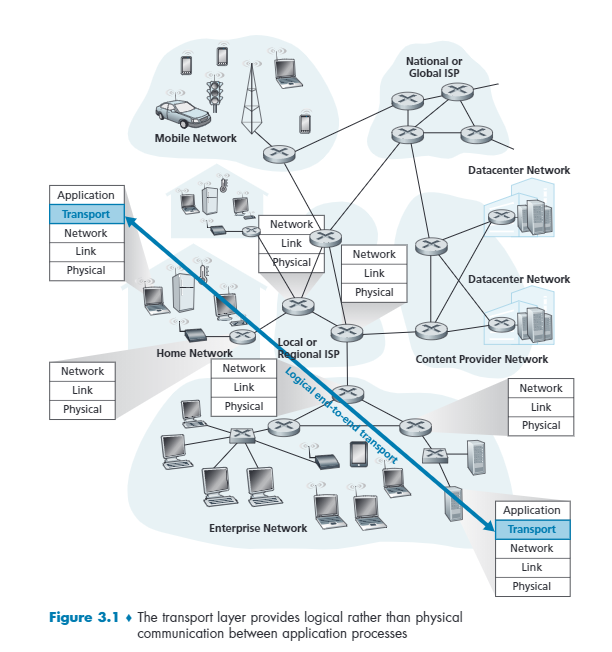 National or
Global ISP
Mobile Network
Datacenter Network
Application
Transport
Network
Link
Physical
Network
Link
Physical
Network
Link
Physical
Datacenter Network
Home Network
Local or
Regional ISP
Content Provider Network
Network
Link
Physical
Network
Link
Physical
Logical end-to-end transport
Network
Link
Physical
Enterprise Network
Application
Transport
Network
Link
Physical
Figure 3.1 ♦ The transport layer provides logical rather than physical
communication between application processes